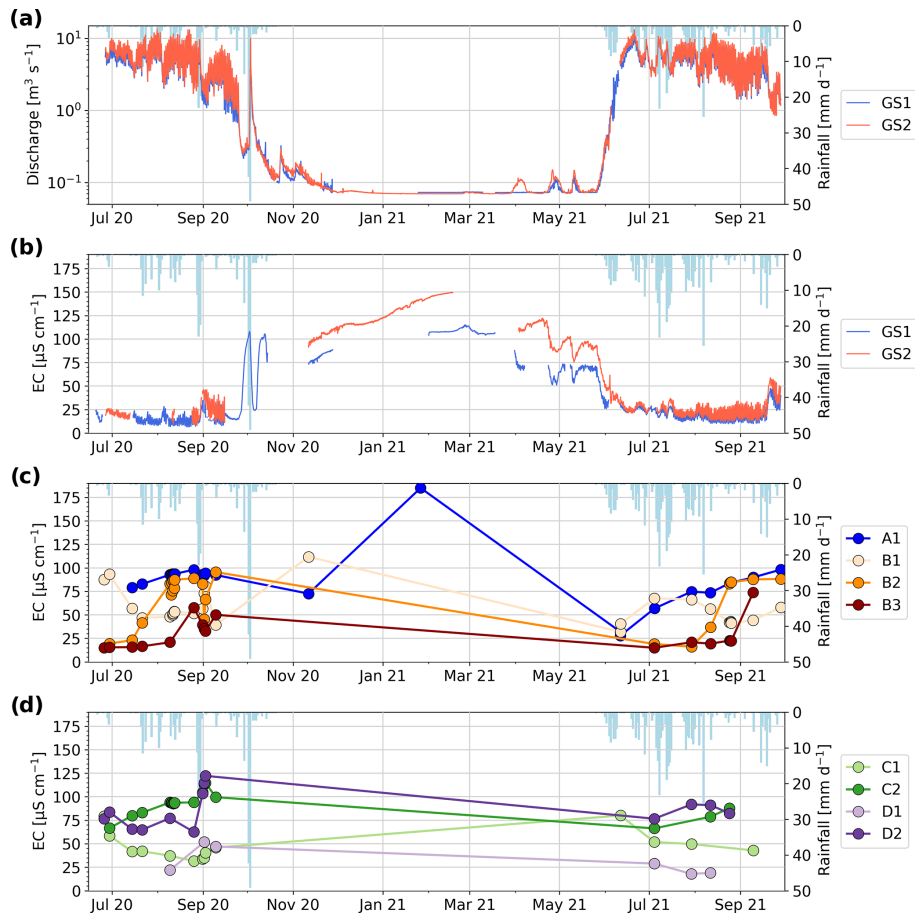 (a)
Discharge [m³ s⁻¹]
10¹
10⁰
10⁻¹
0
10
20
30
40
50
Rainfall [mm d⁻¹]
Jul 20 Sep 20 Nov 20 Jan 21 Mar 21 May 21 Jul 21 Sep 21
GS1
GS2
(b)
EC [µS cm⁻¹]
175
150
125
100
75
50
25
0
0
10
20
30
40
50
Rainfall [mm d⁻¹]
Jul 20 Sep 20 Nov 20 Jan 21 Mar 21 May 21 Jul 21 Sep 21
GS1
GS2
(c)
EC [µS cm⁻¹]
175
150
125
100
75
50
25
0
0
10
20
30
40
50
Rainfall [mm d⁻¹]
Jul 20 Sep 20 Nov 20 Jan 21 Mar 21 May 21 Jul 21 Sep 21
A1
B1
B2
B3
(d)
EC [µS cm⁻¹]
175
150
125
100
75
50
25
0
0
10
20
30
40
50
Rainfall [mm d⁻¹]
Jul 20 Sep 20 Nov 20 Jan 21 Mar 21 May 21 Jul 21 Sep 21
C1
C2
D1
D2